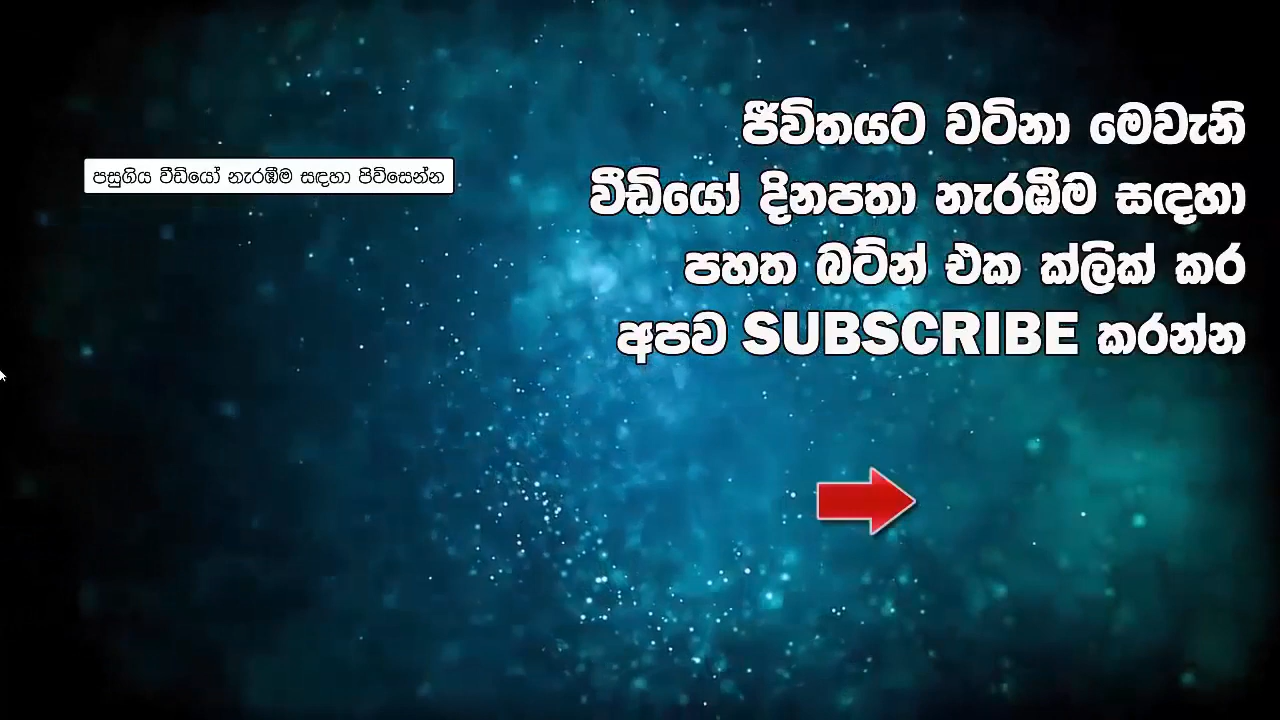 ජීවිතයට වටිනා මෙවැනි
වීඩියෝ දිනපතා නැරඹීම සඳහා
පහත බටන් එක ක්ලික් කර
අපව SUBSCRIBE කරන්න
පසුගිය වීඩියෝ නැරඹීම සඳහා පිවිසෙන්න